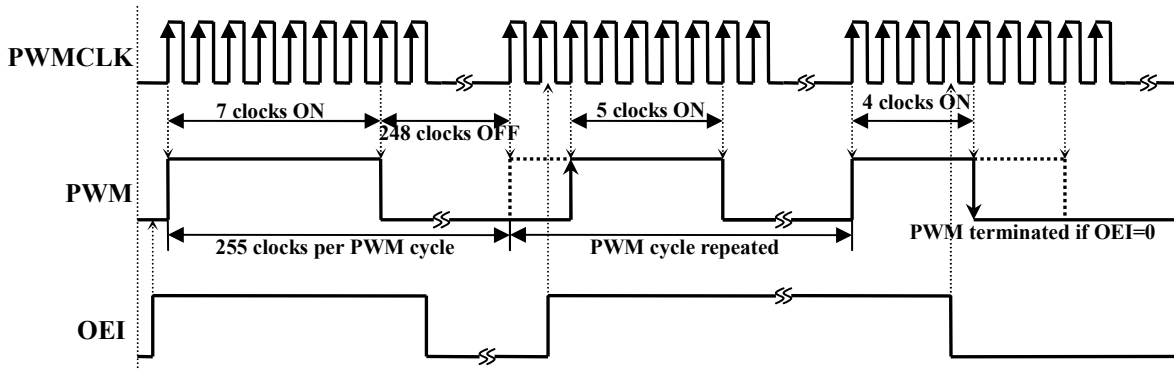 PWMCLK
7 clocks ON
248 clocks OFF
5 clocks ON
4 clocks ON
PWM
255 clocks per PWM cycle
PWM cycle repeated
PWM terminated if OEI=0
OEI